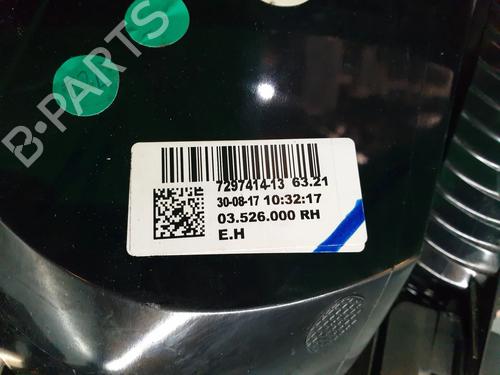 B-PARTS
7297414-13 63.21
30-08-17 10:32:17
03.526.000 RH
E.H